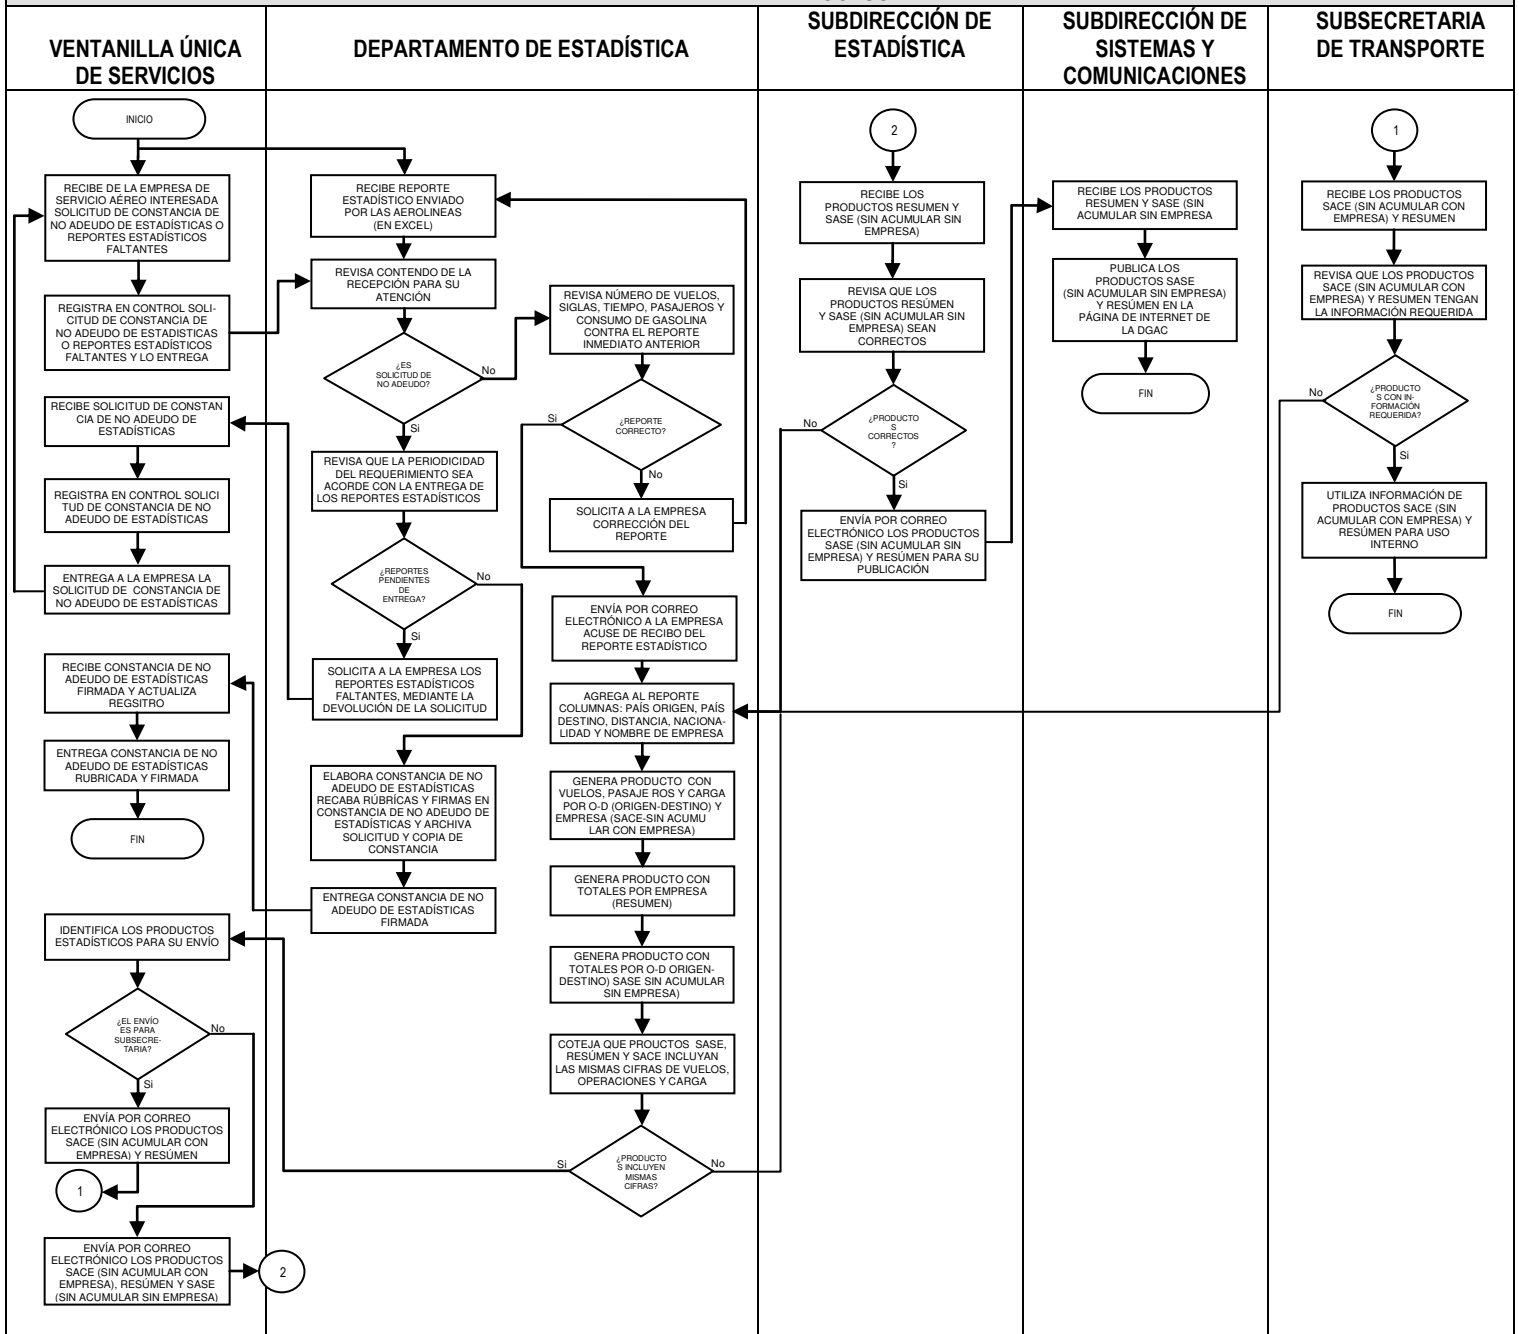 VENTANILLA ÚNICA
DE SERVICIOS
DEPARTAMENTO DE ESTADÍSTICA
SUBDIRECCIÓN DE
ESTADÍSTICA
SUBDIRECCIÓN DE
SISTEMAS Y
COMUNICACIONES
SUBSECRETARIA
DE TRANSPORTE
INICIO
RECIBE DE LA EMPRESA DE
SERVICIO AÉREO INTERESADA
SOLICITUD DE CONSTANCIA DE
NO ADEUDO DE ESTADÍSTICAS O
REPORTES ESTADÍSTICOS
FALTANTES
REGISTRA EN CONTROL SOLI-
CITUD DE CONSTANCIA DE
NO ADEUDO DE ESTADISTICAS
O REPORTES ESTADÍSTICOS
FALTANTES Y LO ENTREGA
RECIBE SOLICITUD DE CONSTAN
CIA DE NO ADEUDO DE
ESTADÍSTICAS
REGISTRA EN CONTROL SOLICI
TUD DE CONSTANCIA DE NO
ADEUDO DE ESTADÍSTICAS
ENTREGA A LA EMPRESA LA
SOLICITUD DE CONSTANCIA DE
NO ADEUDO DE ESTADÍSTICAS
RECIBE CONSTANCIA DE NO
ADEUDO DE ESTADÍSTICAS
FIRMADA Y ACTUALIZA
REGSITRO
ENTREGA CONSTANCIA DE NO
ADEUDO DE ESTADÍSTICAS
RUBRICADA Y FIRMADA
FIN
IDENTIFICA LOS PRODUCTOS
ESTADÍSTICOS PARA SU ENVÍO
¿EL ENVÍO
ES PARA
SUBSECRE-
TARIA?
No
Si
ENVÍA POR CORREO
ELECTRÓNICO LOS PRODUCTOS
SACE (SIN ACUMULAR CON
EMPRESA) Y RESÚMEN
1
ENVÍA POR CORREO
ELECTRÓNICO LOS PRODUCTOS
SACE (SIN ACUMULAR CON
EMPRESA), RESÚMEN Y SASE
(SIN ACUMULAR SIN EMPRESA)
2
RECIBE REPORTE
ESTADÍSTICO ENVIADO
POR LAS AEROLINEAS
(EN EXCEL)
REVISA CONTENDO DE LA
RECEPCIÓN PARA SU
ATENCIÓN
¿ES
SOLICITUD DE
NO ADEUDO?
No
Si
REVISA QUE LA PERIODICIDAD
DEL REQUERIMIENTO SEA
ACORDE CON LA ENTREGA DE
LOS REPORTES ESTADÍSTICOS
¿REPORTES
PENDIENTES
DE
ENTREGA?
No
Si
SOLICITA A LA EMPRESA LOS
REPORTES ESTADÍSTICOS
FALTANTES, MEDIANTE LA
DEVOLUCIÓN DE LA SOLICITUD
ELABORA CONSTANCIA DE NO
ADEUDO DE ESTADÍSTICAS
RECABA RÚBRÍCAS Y FIRMAS EN
CONSTANCIA DE NO ADEUDO DE
ESTADÍSTICAS Y ARCHIVA
SOLICITUD Y COPIA DE
CONSTANCIA
ENTREGA CONSTANCIA DE NO
ADEUDO DE ESTADÍSTICAS
FIRMADA
REVISA NÚMERO DE VUELOS,
SIGLAS, TIEMPO, PASAJEROS Y
CONSUMO DE GASOLINA
CONTRA EL REPORTE
INMEDIATO ANTERIOR
¿REPORTE
CORRECTO?
Si
No
SOLICITA A LA EMPRESA
CORRECCIÓN DEL
REPORTE
ENVÍA POR CORREO
ELECTRÓNICO A LA EMPRESA
ACUSE DE RECIBO DEL
REPORTE ESTADÍSTICO
AGREGA AL REPORTE
COLUMNAS: PAÍS ORIGEN, PAÍS
DESTINO, DISTANCIA, NACIONA-
LIDAD Y NOMBRE DE EMPRESA
GENERA PRODUCTO CON
VUELOS, PASAJE ROS Y CARGA
POR O-D (ORIGEN-DESTINO) Y
EMPRESA (SACE-SIN ACUMU
LAR CON EMPRESA)
GENERA PRODUCTO CON
TOTALES POR EMPRESA
(RESUMEN)
GENERA PRODUCTO CON
TOTALES POR O-D ORIGEN-
DESTINO) SASE SIN ACUMULAR
SIN EMPRESA)
COTEJA QUE PROUCTOS SASE,
RESÚMEN Y SACE INCLUYAN
LAS MISMAS CIFRAS DE VUELOS,
OPERACIONES Y CARGA
¿PRODUCTO
S INCLUYEN
MISMAS
CIFRAS?
Si
No
2
RECIBE LOS
PRODUCTOS RESUMEN Y
SASE (SIN ACUMULAR SIN
EMPRESA)
REVISA QUE LOS
PRODUCTOS RESÚMEN
Y SASE (SIN ACUMULAR SIN
EMPRESA) SEAN
CORRECTOS
¿PRODUCTO
S
CORRECTOS
?
No
Si
ENVÍA POR CORREO
ELECTRÓNICO LOS PRODUCTOS
SASE (SIN ACUMULAR SIN
EMPRESA) Y RESÚMEN PARA SU
PUBLICACIÓN
RECIBE LOS PRODUCTOS
RESUMEN Y SASE (SIN
ACUMULAR SIN EMPRESA
PUBLICA LOS
PRODUCTOS SASE
(SIN ACUMULAR SIN EMPRESA)
Y RESÚMEN EN LA
PÁGINA DE INTERNET DE
LA DGAC
FIN
1
RECIBE LOS PRODUCTOS
SACE (SIN ACUMULAR CON
EMPRESA) Y RESUMEN
REVISA QUE LOS PRODUCTOS
SACE (SIN ACUMULAR CON
EMPRESA) Y RESUMEN TENGAN
LA INFORMACIÓN REQUERIDA
¿PRODUCTO
S CON IN-
FORMACIÓN
REQUERIDA?
No
Si
UTILIZA INFORMACIÓN DE
PRODUCTOS SACE (SIN
ACUMULAR CON EMPRESA) Y
RESÚMEN PARA USO
INTERNO
FIN